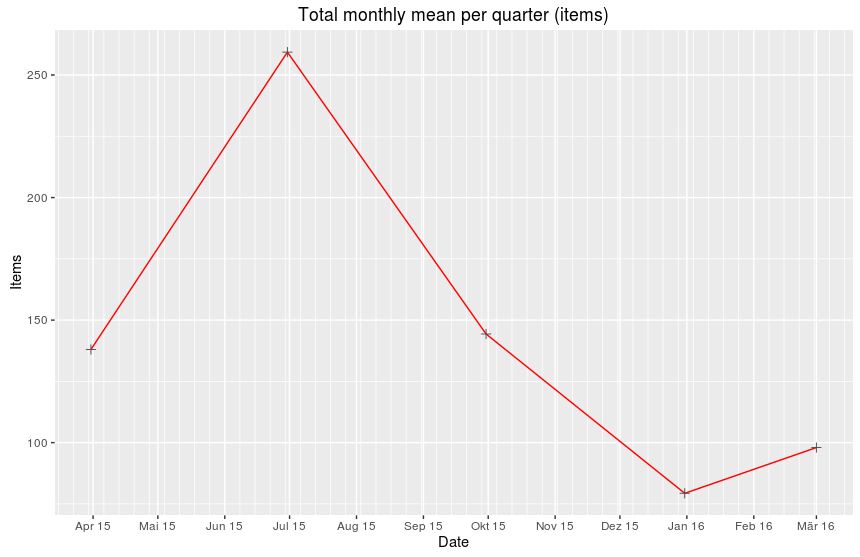 Total monthly mean per quarter (items)
Items
250
200
150
100
Apr 15 Mai 15 Jun 15 Jul 15 Aug 15 Sep 15 Okt 15 Nov 15 Dez 15 Jan 16 Feb 16 Mär 16
Date